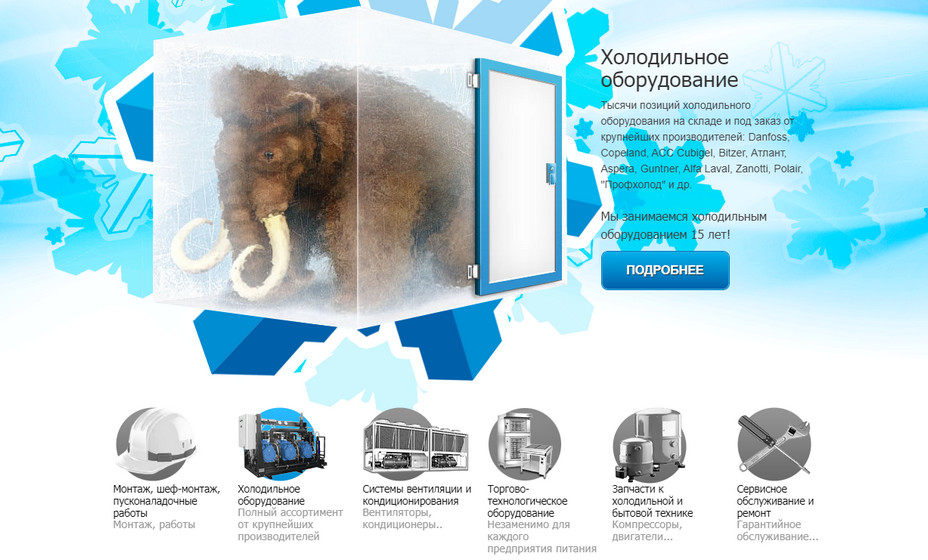 Холодильное
оборудование
Тысячи позиций холодильного
оборудования на складе и под заказ от
крупнейших производителей: Danfoss,
Copeland, ACC Cubigel, Bitzer, Атлант,
Aspera, Guntner, Alfa Laval, Zanotti, Polair,
"Профхолод" и др.
Мы занимаемся холодильным
оборудованием 15 лет!
ПОДРОБНЕЕ
Монтаж, шеф-монтаж,
пусконаладочные
работы
Монтаж, работы
Холодильное
оборудование
Полный ассортимент
от крупнейших
производителей
Системы вентиляции и
кондиционирования
Вентиляторы,
кондиционеры..
Торгово-
технологическое
оборудование
Незаменимо для
каждого
предприятия питания
Запчасти к
холодильной и
бытовой технике
Компрессоры,
двигатели...
Сервисное
обслуживание и
ремонт
Гарантийное
обслуживание...